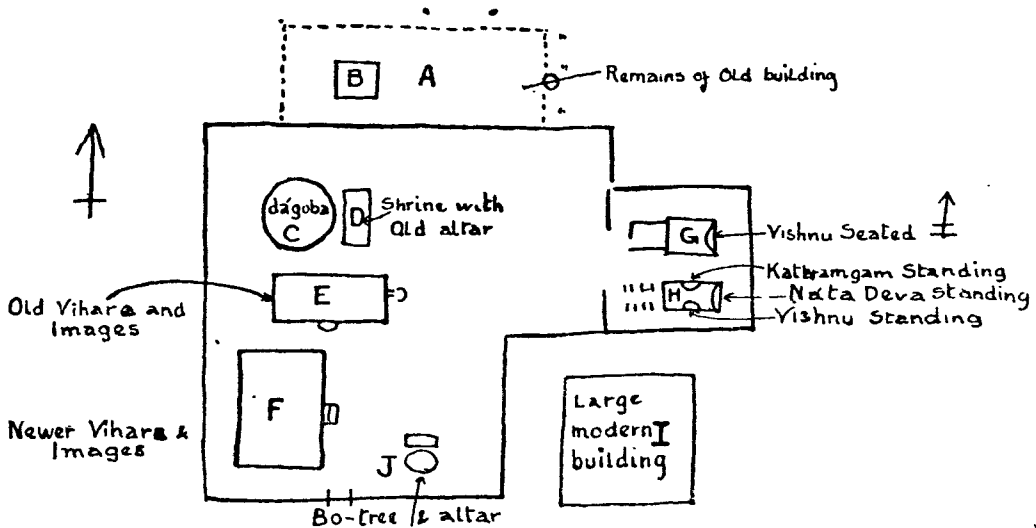 B
A
Remains of Old building
dágoba
C
D
Shrine with
Old altar
G
Vishnu Seated
Kathramgam Standing
H
Nata Deva Standing
Vishnu Standing
E
Old Vihara and
Images
F
Newer Vihara &
Images
Large
modern I
building
J
Bo-tree & altar